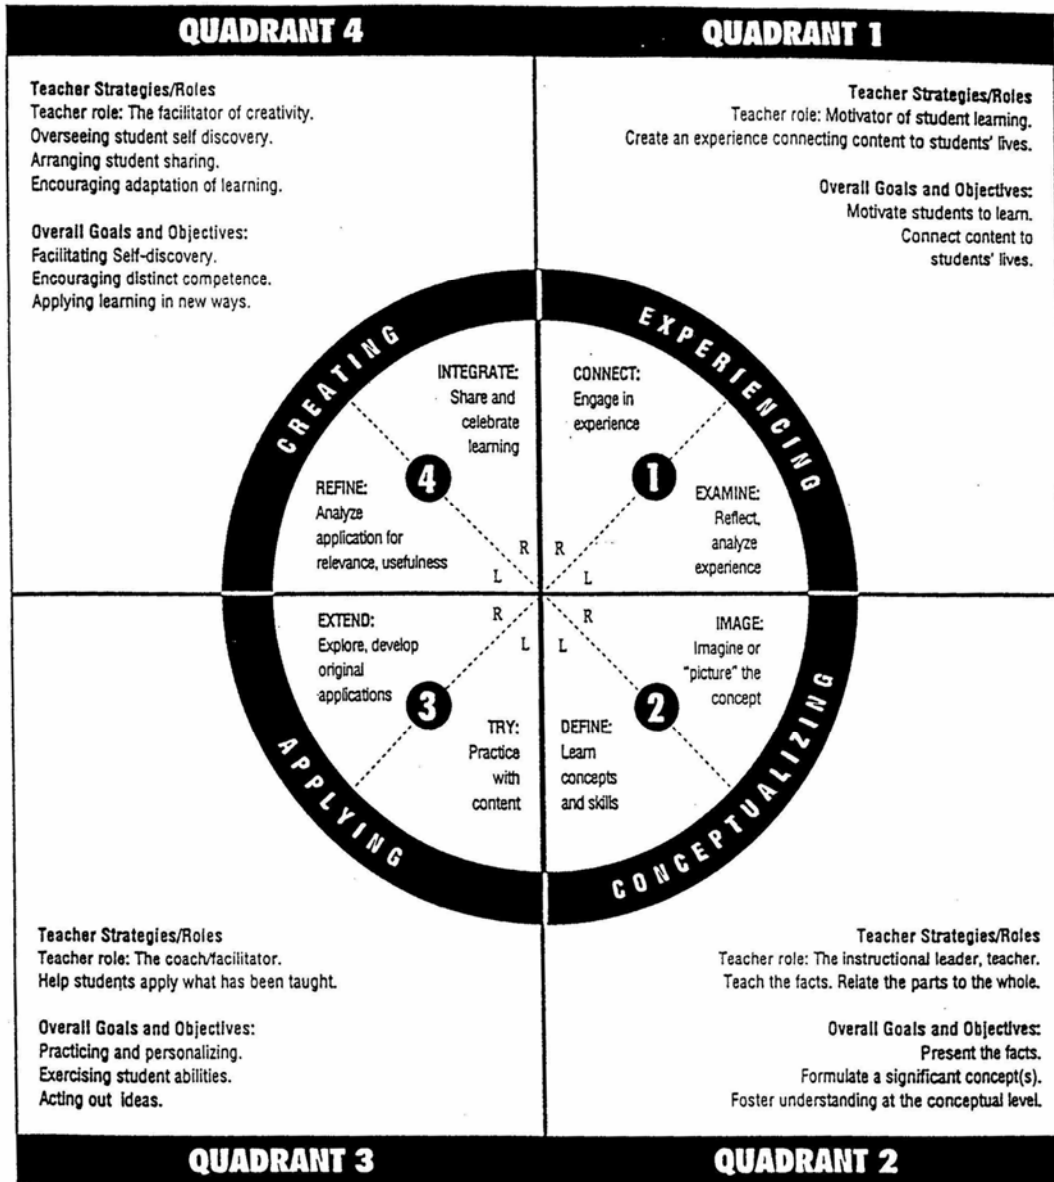 QUADRANT 4
QUADRANT 1
Teacher Strategies/Roles
Teacher role: The facilitator of creativity.
Overseeing student self discovery.
Arranging student sharing.
Encouraging adaptation of learning.
Overall Goals and Objectives:
Facilitating Self-discovery.
Encouraging distinct competence.
Applying learning in new ways.
Teacher Strategies/Roles
Teacher role: Motivator of student learning.
Create an experience connecting content to students' lives.
Overall Goals and Objectives:
Motivate students to learn.
Connect content to
students' lives.
CREATING
EXPERIENCING
INTEGRATE:
Share and
celebrate
learning
4
REFINE:
Analyze
application for
relevance, usefulness
R
L
CONNECT:
Engage in
experience
1
EXAMINE:
Reflect,
analyze
experience
R
L
EXTEND:
Explore, develop
original
applications
3
TRY:
Practice
with
content
R
L
IMAGE:
Imagine or
"picture" the
concept
2
DEFINE:
Learn
concepts
and skills
R
L
APPLYING
CONCEPTUALIZING
Teacher Strategies/Roles
Teacher role: The coach/facilitator.
Help students apply what has been taught.
Overall Goals and Objectives:
Practicing and personalizing.
Exercising student abilities.
Acting out ideas.
Teacher Strategies/Roles
Teacher role: The instructional leader, teacher.
Teach the facts. Relate the parts to the whole.
Overall Goals and Objectives:
Present the facts.
Formulate a significant concept(s).
Foster understanding at the conceptual level.
QUADRANT 3
QUADRANT 2